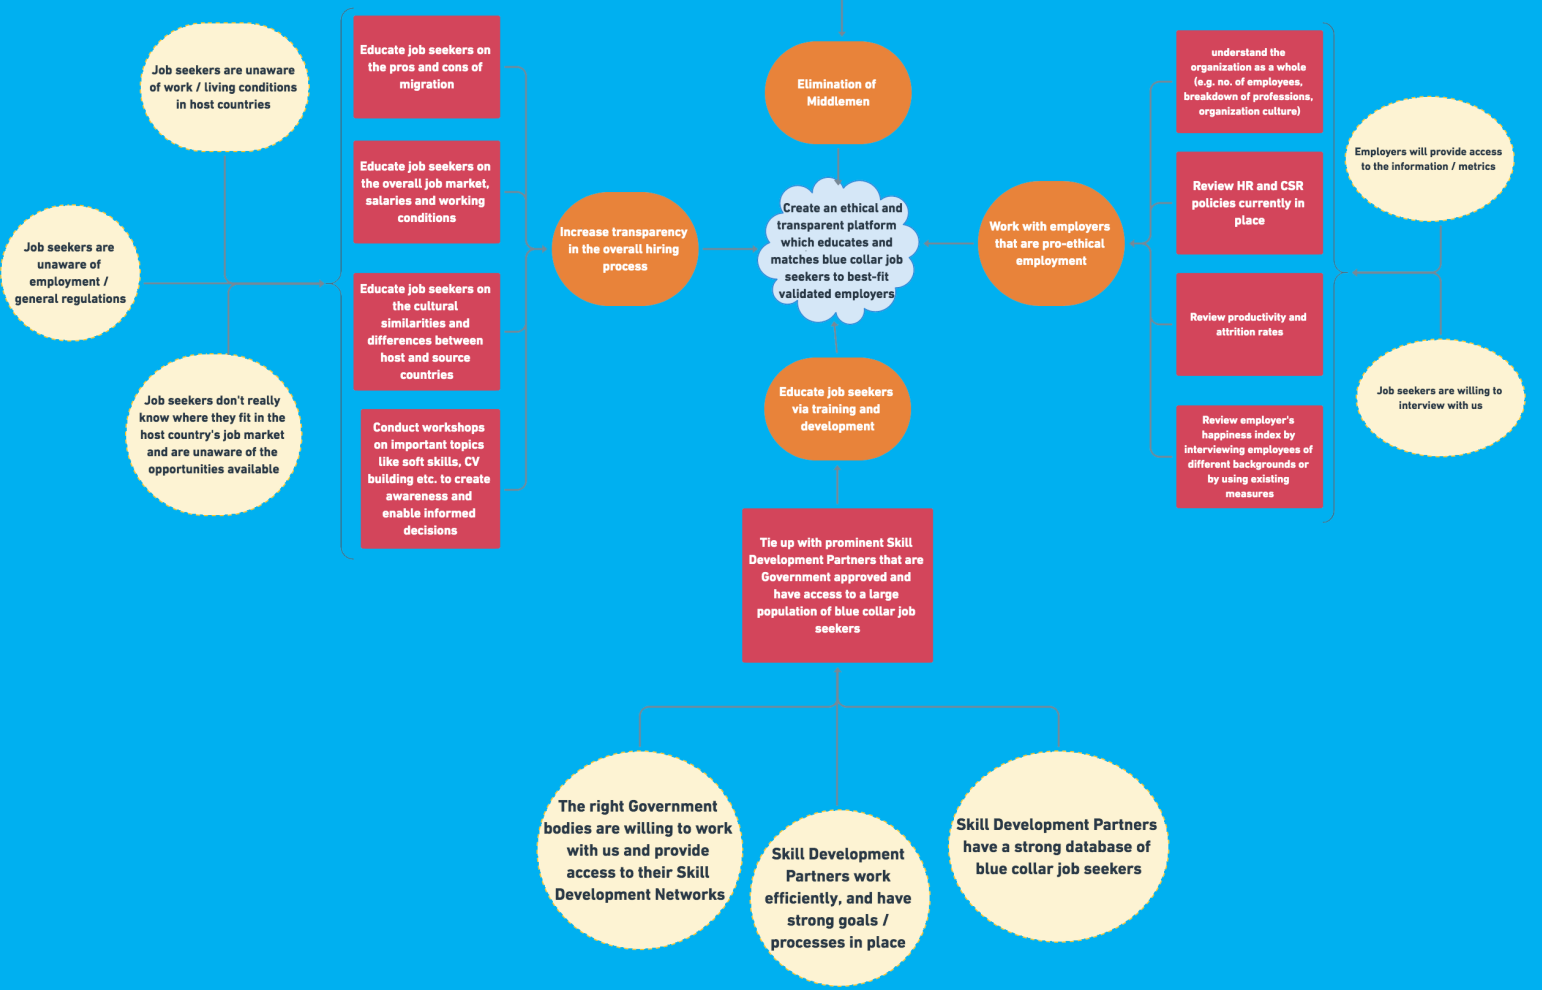 Job seekers are unaware
of work / living conditions
in host countries
Job seekers are
unaware of
employment /
general regulations
Job seekers don't really
know where they fit in the
host country's job market
and are unaware of the
opportunities available
Educate job seekers on
the pros and cons of
migration
Educate job seekers on
the overall job market,
salaries and working
conditions
Educate job seekers on
the cultural
similarities and
differences between
host and source
countries
Conduct workshops
on important topics
like soft skills, CV
building etc. to create
awareness and
enable informed
decisions
Increase transparency
in the overall hiring
process
Elimination of
Middlemen
Create an ethical and
transparent platform
which educates and
matches blue collar job
seekers to best-fit
validated employers
Educate job seekers
via training and
development
Tie up with prominent Skill
Development Partners that are
Government approved and
have access to a large
population of blue collar job
seekers
The right Government
bodies are willing to work
with us and provide
access to their Skill
Development Networks
Skill Development
Partners work
efficiently, and have
strong goals /
processes in place
Skill Development Partners
have a strong database of
blue collar job seekers
Work with employers
that are pro-ethical
employment
understand the
organization as a whole
(e.g. no. of employees,
breakdown of professions,
organization culture)
Review HR and CSR
policies currently in
place
Review productivity and
attrition rates
Review employer's
happiness index by
interviewing employees of
different backgrounds or
by using existing
measures
Employers will provide access
to the information / metrics
Job seekers are willing to
interview with us